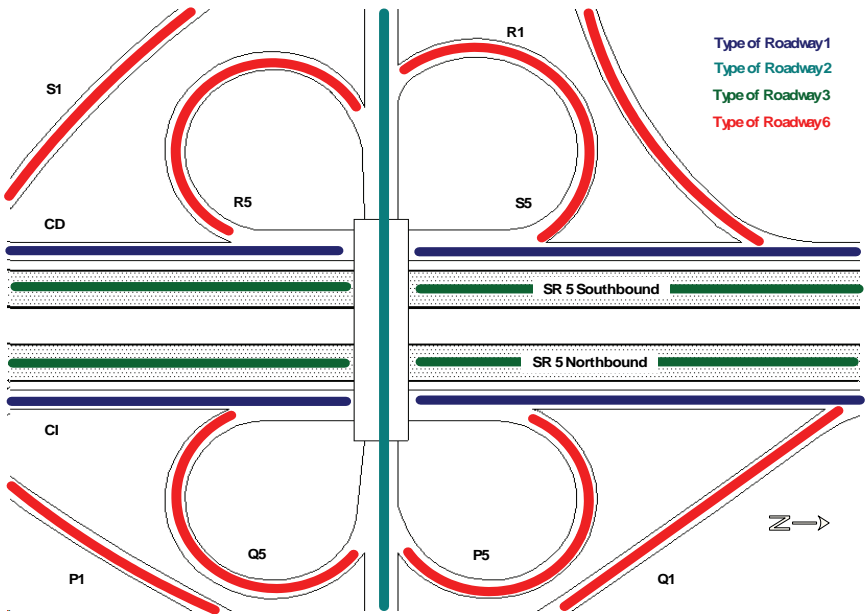 R1
Type of Roadway1
Type of Roadway2
Type of Roadway3
Type of Roadway6
S1
R5
S5
CD
SR 5 Southbound
SR 5 Northbound
CI
N
Q5
P5
P1
Q1